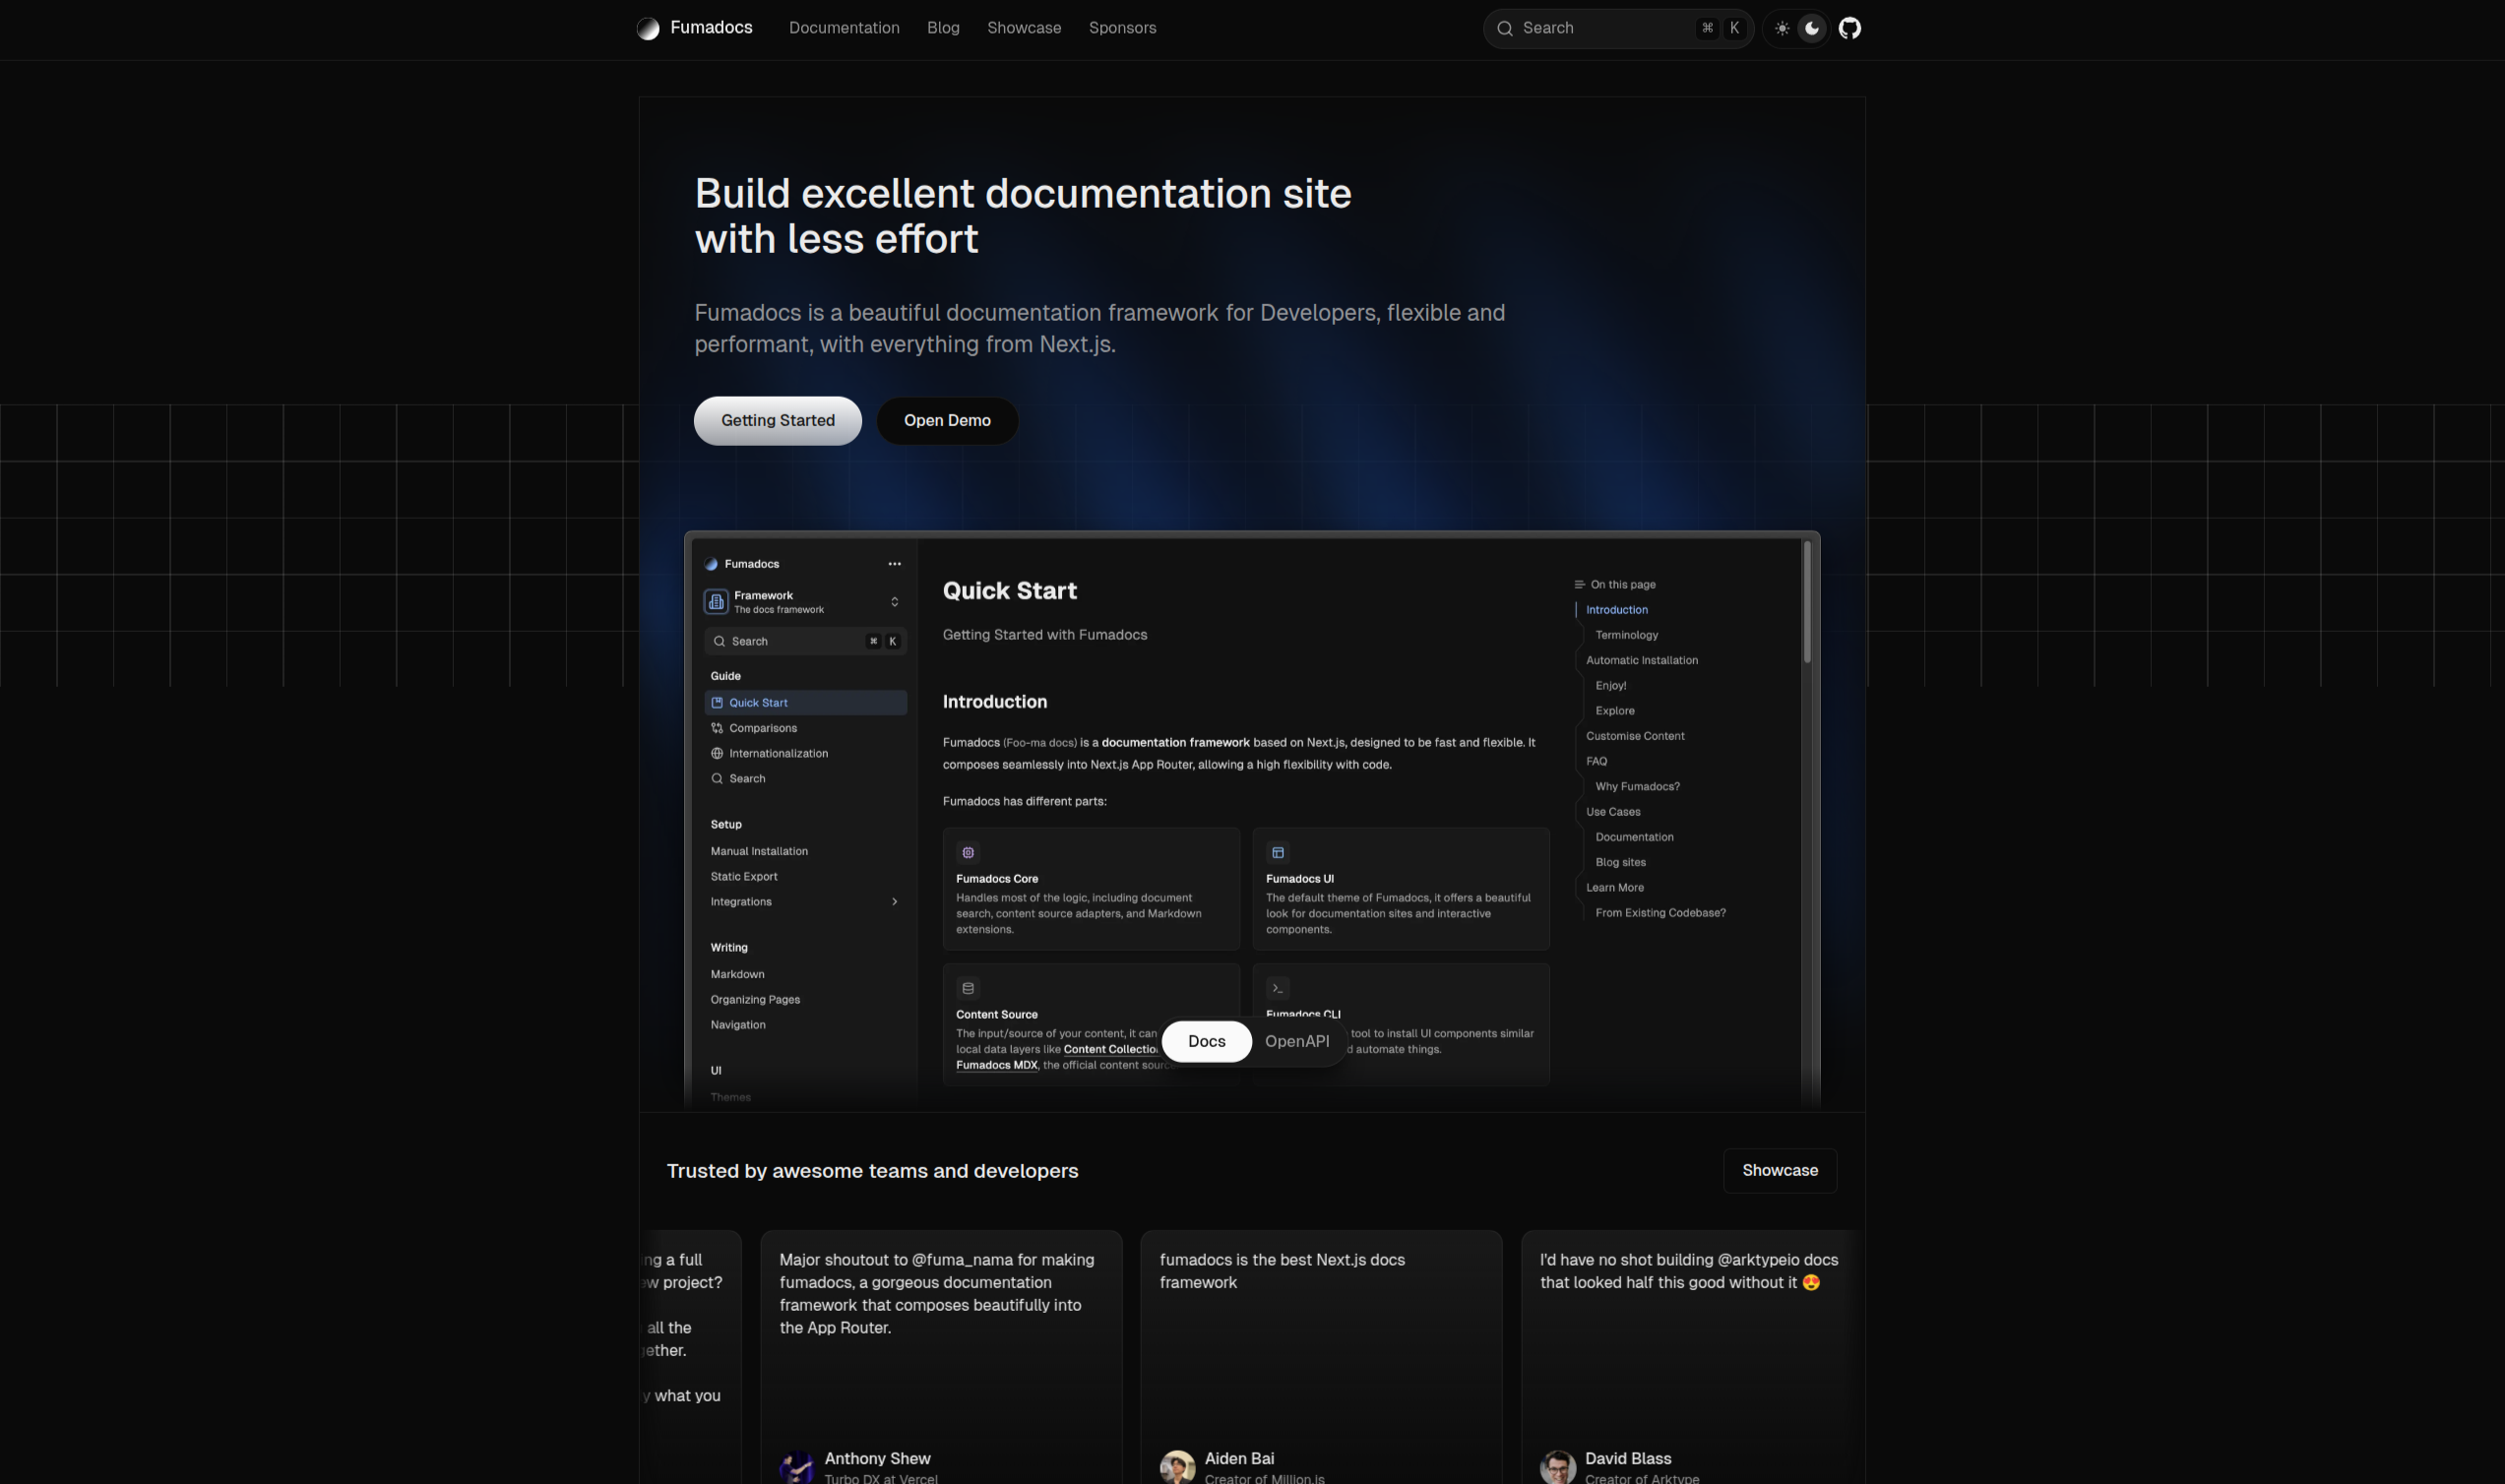 Fumadocs
Documentation
Blog
Showcase
Sponsors
Search
⌘ K
Build excellent documentation site
with less effort
Fumadocs is a beautiful documentation framework for Developers, flexible and
performant, with everything from Next.js.
Getting Started
Open Demo
Fumadocs
Framework
The docs framework
Search
⌘ K
Guide
Quick Start
Comparisons
Internationalization
Search
Setup
Manual Installation
Static Export
Integrations
Writing
Markdown
Organizing Pages
Navigation
UI
Themes
Quick Start
Getting Started with Fumadocs
Introduction
Fumadocs (Foo-ma docs) is a documentation framework based on Next.js, designed to be fast and flexible. It
composes seamlessly into Next.js App Router, allowing a high flexibility with code.
Fumadocs has different parts:
Fumadocs Core
Handles most of the logic, including document
search, content source adapters, and Markdown
extensions.
Fumadocs UI
The default theme of Fumadocs, it offers a beautiful
look for documentation sites and interactive
components.
Content Source
The input/source of your content, it can
local data layers like Content Collectio
Fumadocs MDX, the official content source
Fumadocs CLI
tool to install UI components similar
d automate things.
On this page
Introduction
Terminology
Automatic Installation
Enjoy!
Explore
Customise Content
FAQ
Why Fumadocs?
Use Cases
Documentation
Blog sites
Learn More
From Existing Codebase?
Docs
OpenAPI
Trusted by awesome teams and developers
Showcase
ng a full
ew project?
all the
gether.
y what you
Major shoutout to @fuma_nama for making
fumadocs, a gorgeous documentation
framework that composes beautifully into
the App Router.
Anthony Shew
Turbo DX at Vercel
fumadocs is the best Next.js docs
framework
Aiden Bai
Creator of Million.js
I'd have no shot building @arktypeio docs
that looked half this good without it 😍
David Blass
Creator of Arktype